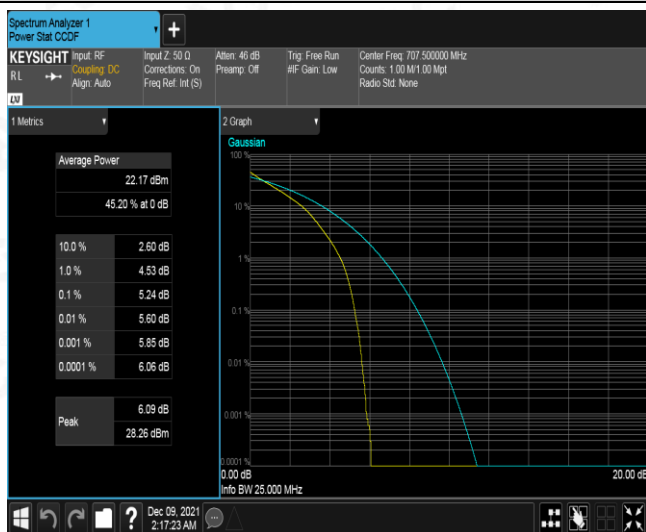 Spectrum Analyzer 1
Power Stat CCDF
+
KEYSIGHT
RL
Input: RF
Coupling: DC
Align: Auto
Input Z: 50 Ω
Corrections: On
Freq Ref: Int (S)
Atten: 46 dB
Preamp: Off
Trig: Free Run
#IF Gain: Low
Center Freq: 707.500000 MHz
Counts: 1.00 M/1.00 Mpt
Radio Std: None
LXI
1 Metrics
Average Power
22.17 dBm
45.20 % at 0 dB
10.0 % 2.60 dB
1.0 % 4.53 dB
0.1 % 5.24 dB
0.01 % 5.60 dB
0.001 % 5.85 dB
0.0001 % 6.06 dB
Peak
6.09 dB
28.26 dBm
2 Graph
Gaussian
100 %
10 %
1 %
0.1 %
0.01 %
0.001 %
0.0001 %
0.00 dB 20.00 dB
Info BW 25.000 MHz
?
Dec 09, 2021
2:17:23 AM